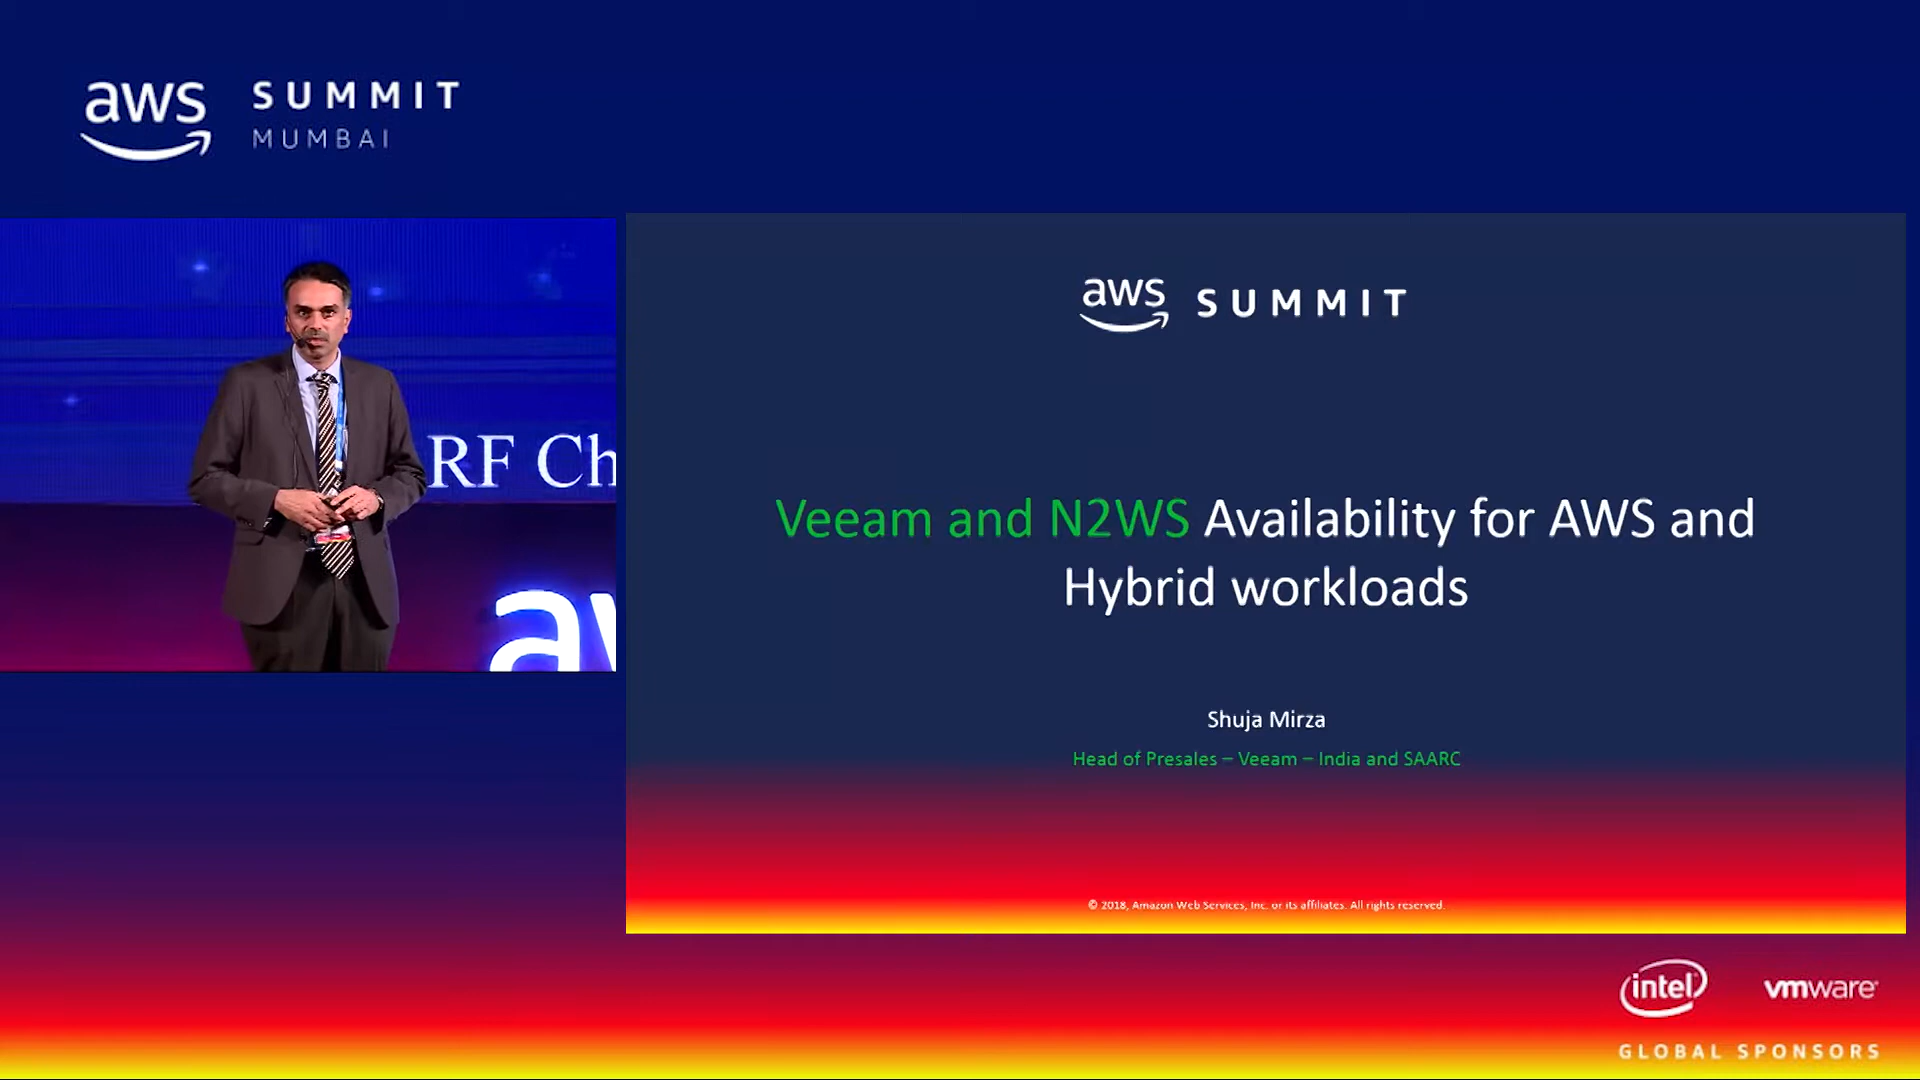 aws SUMMIT
MUMBAI
RF Ch
aw
aws SUMMIT
Veeam and N2WS Availability for AWS and
Hybrid workloads
Shuja Mirza
Head of Presales – Veeam – India and SAARC
© 2018, Amazon Web Services, Inc. or its affiliates. All rights reserved.
intel vmware
GLOBAL SPONSORS